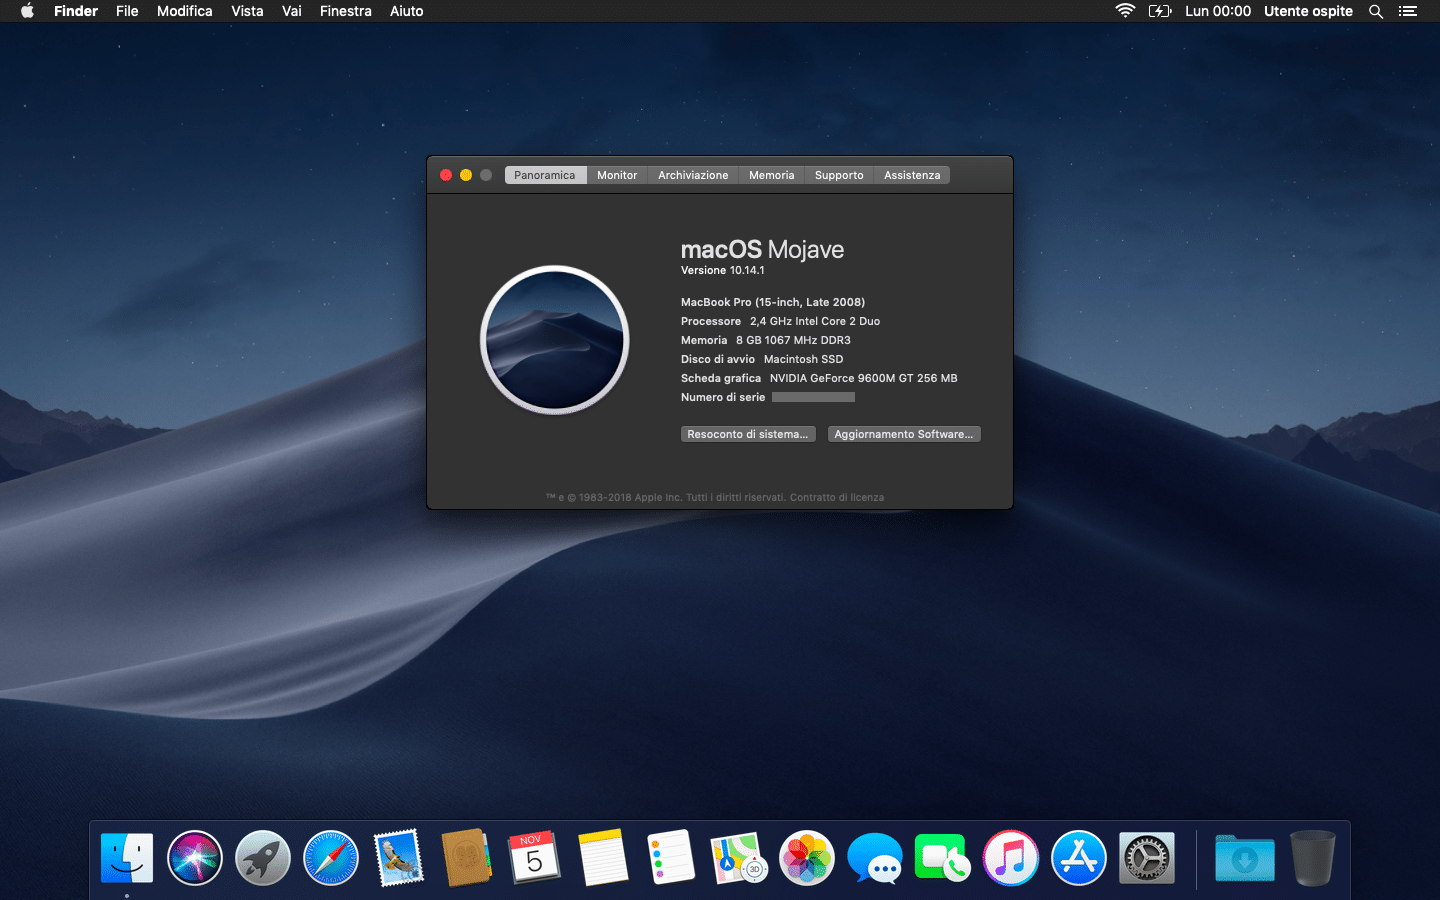 Finder File Modifica Vista Vai Finestra Aiuto Lun 00:00 Utente ospite
Panoramica Monitor Archiviazione Memoria Supporto Assistenza
macOS Mojave
Versione 10.14.1
MacBook Pro (15-inch, Late 2008)
Processore 2,4 GHz Intel Core 2 Duo
Memoria 8 GB 1067 MHz DDR3
Disco di avvio Macintosh SSD
Scheda grafica NVIDIA GeForce 9600M GT 256 MB
Numero di serie
Resoconto di sistema... Aggiornamento Software...
™ e © 1983-2018 Apple Inc. Tutti i diritti riservati. Contratto di licenza
NOV
5
3D